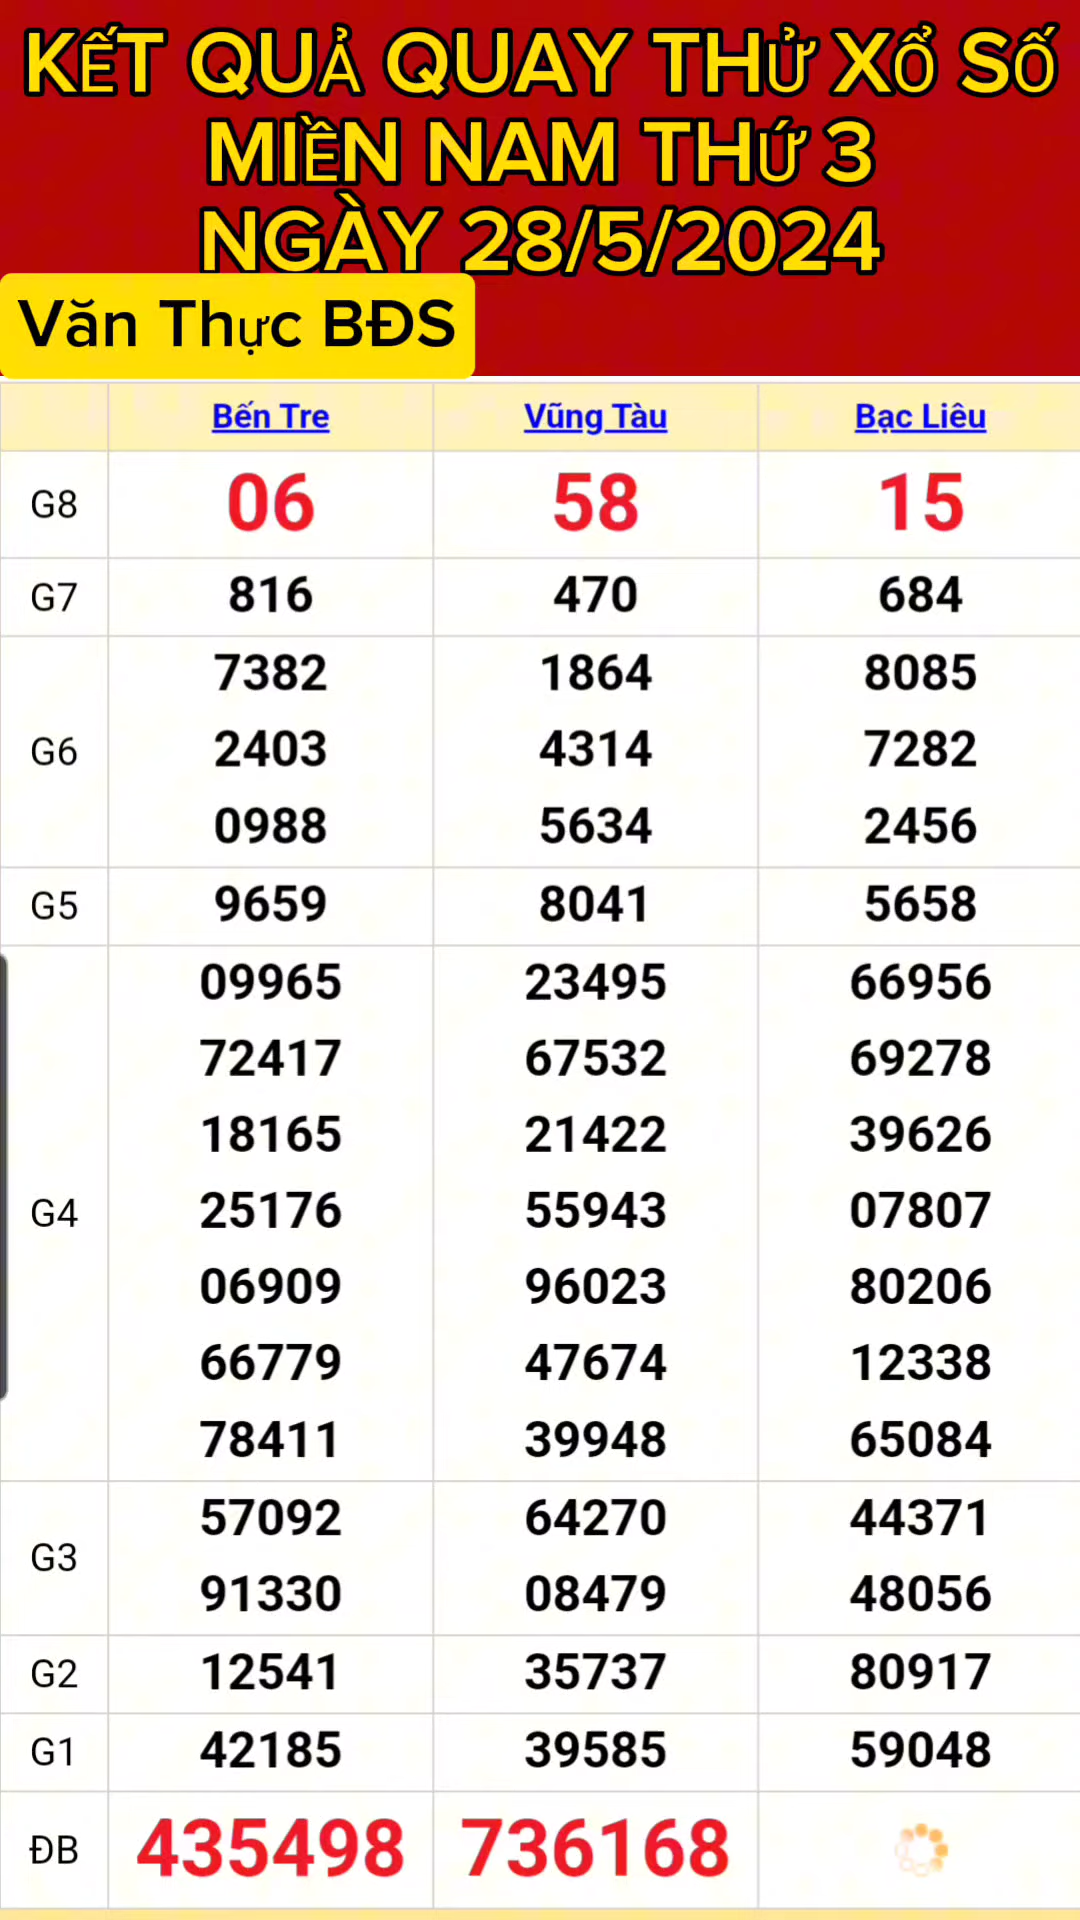 KẾT QUẢ QUAY THỬ XỔ SỐ
MIỀN NAM THỨ 3
NGÀY 28/5/2024
Văn Thực BĐS
Bến Tre Vũng Tàu Bạc Liêu
G8 06 58 15
G7 816 470 684
7382 1864 8085
G6 2403 4314 7282
0988 5634 2456
G5 9659 8041 5658
09965 23495 66956
72417 67532 69278
18165 21422 39626
G4 25176 55943 07807
06909 96023 80206
66779 47674 12338
78411 39948 65084
G3 57092 64270 44371
91330 08479 48056
G2 12541 35737 80917
G1 42185 39585 59048
ĐB 435498 736168